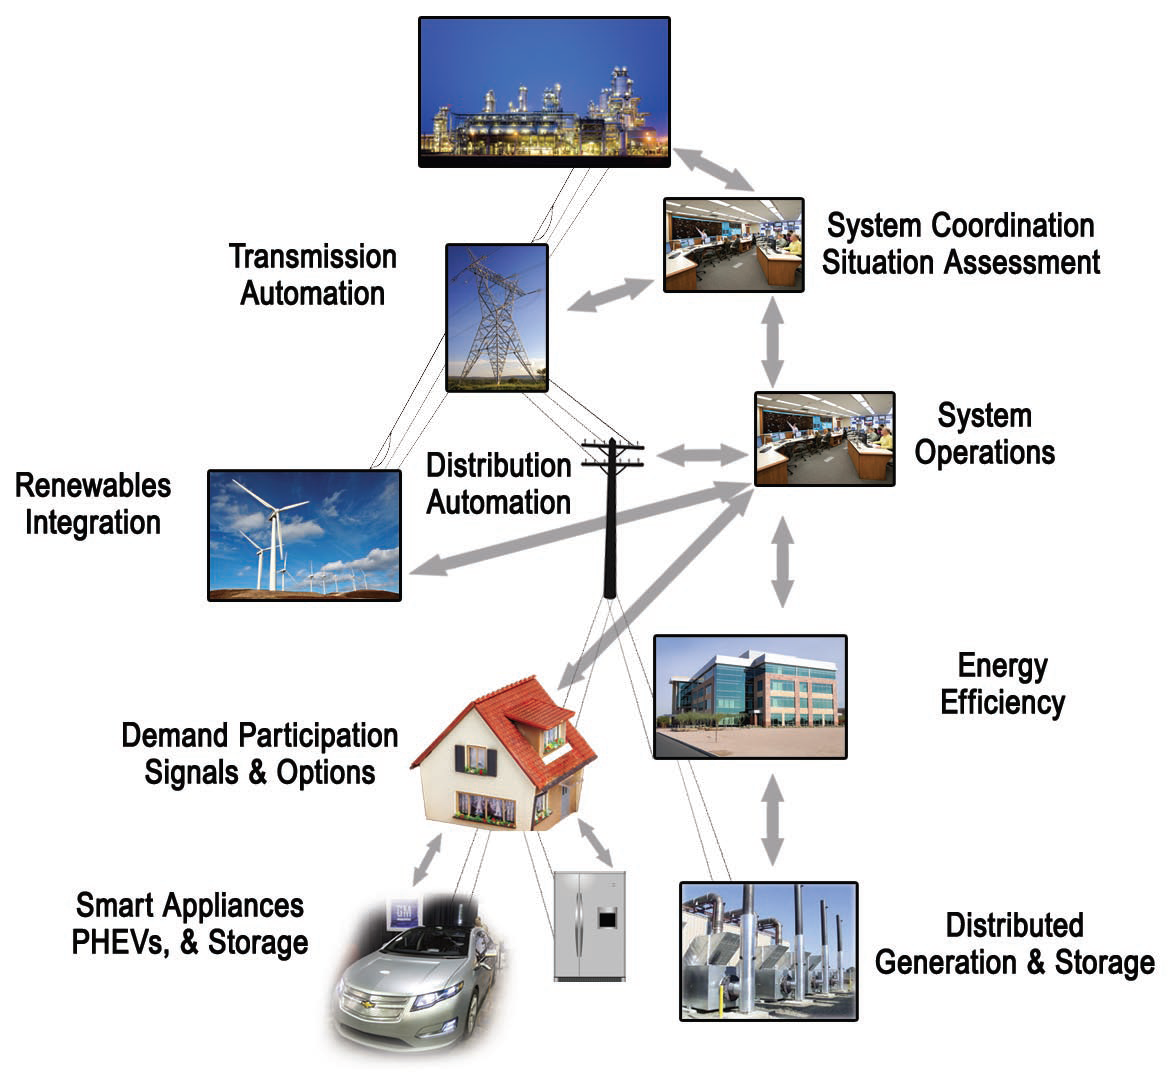 System Coordination
Situation Assessment
Transmission
Automation
System
Operations
Distribution
Automation
Renewables
Integration
Energy
Efficiency
Demand Participation
Signals & Options
Smart Appliances
PHEVs, & Storage
GM
Distributed
Generation & Storage